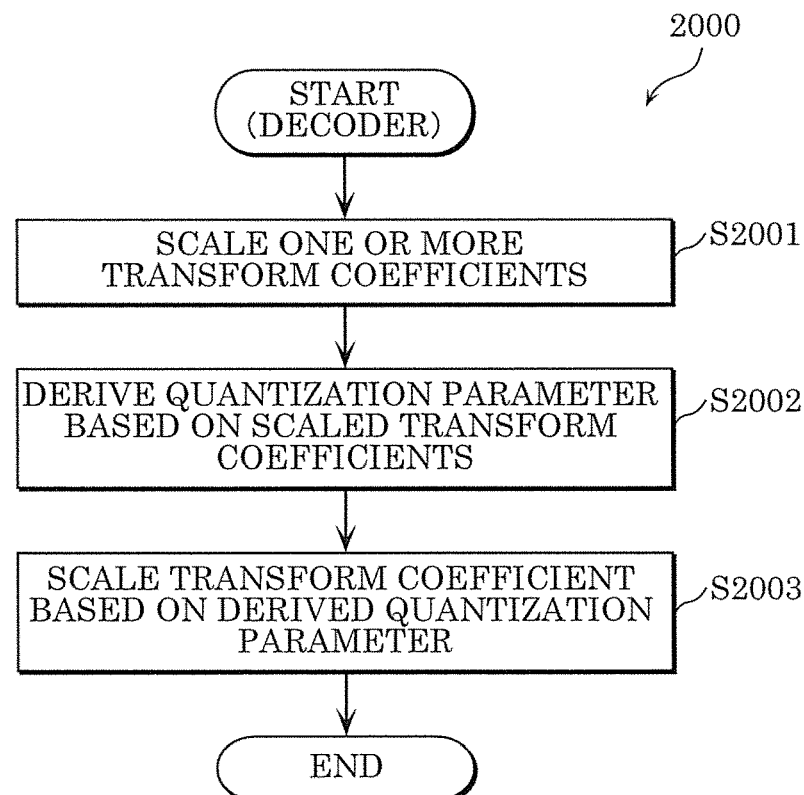 2000
START
(DECODER)
SCALE ONE OR MORE
TRANSFORM COEFFICIENTS
S2001
DERIVE QUANTIZATION PARAMETER
BASED ON SCALED TRANSFORM
COEFFICIENTS
S2002
SCALE TRANSFORM COEFFICIENT
BASED ON DERIVED QUANTIZATION
PARAMETER
S2003
END